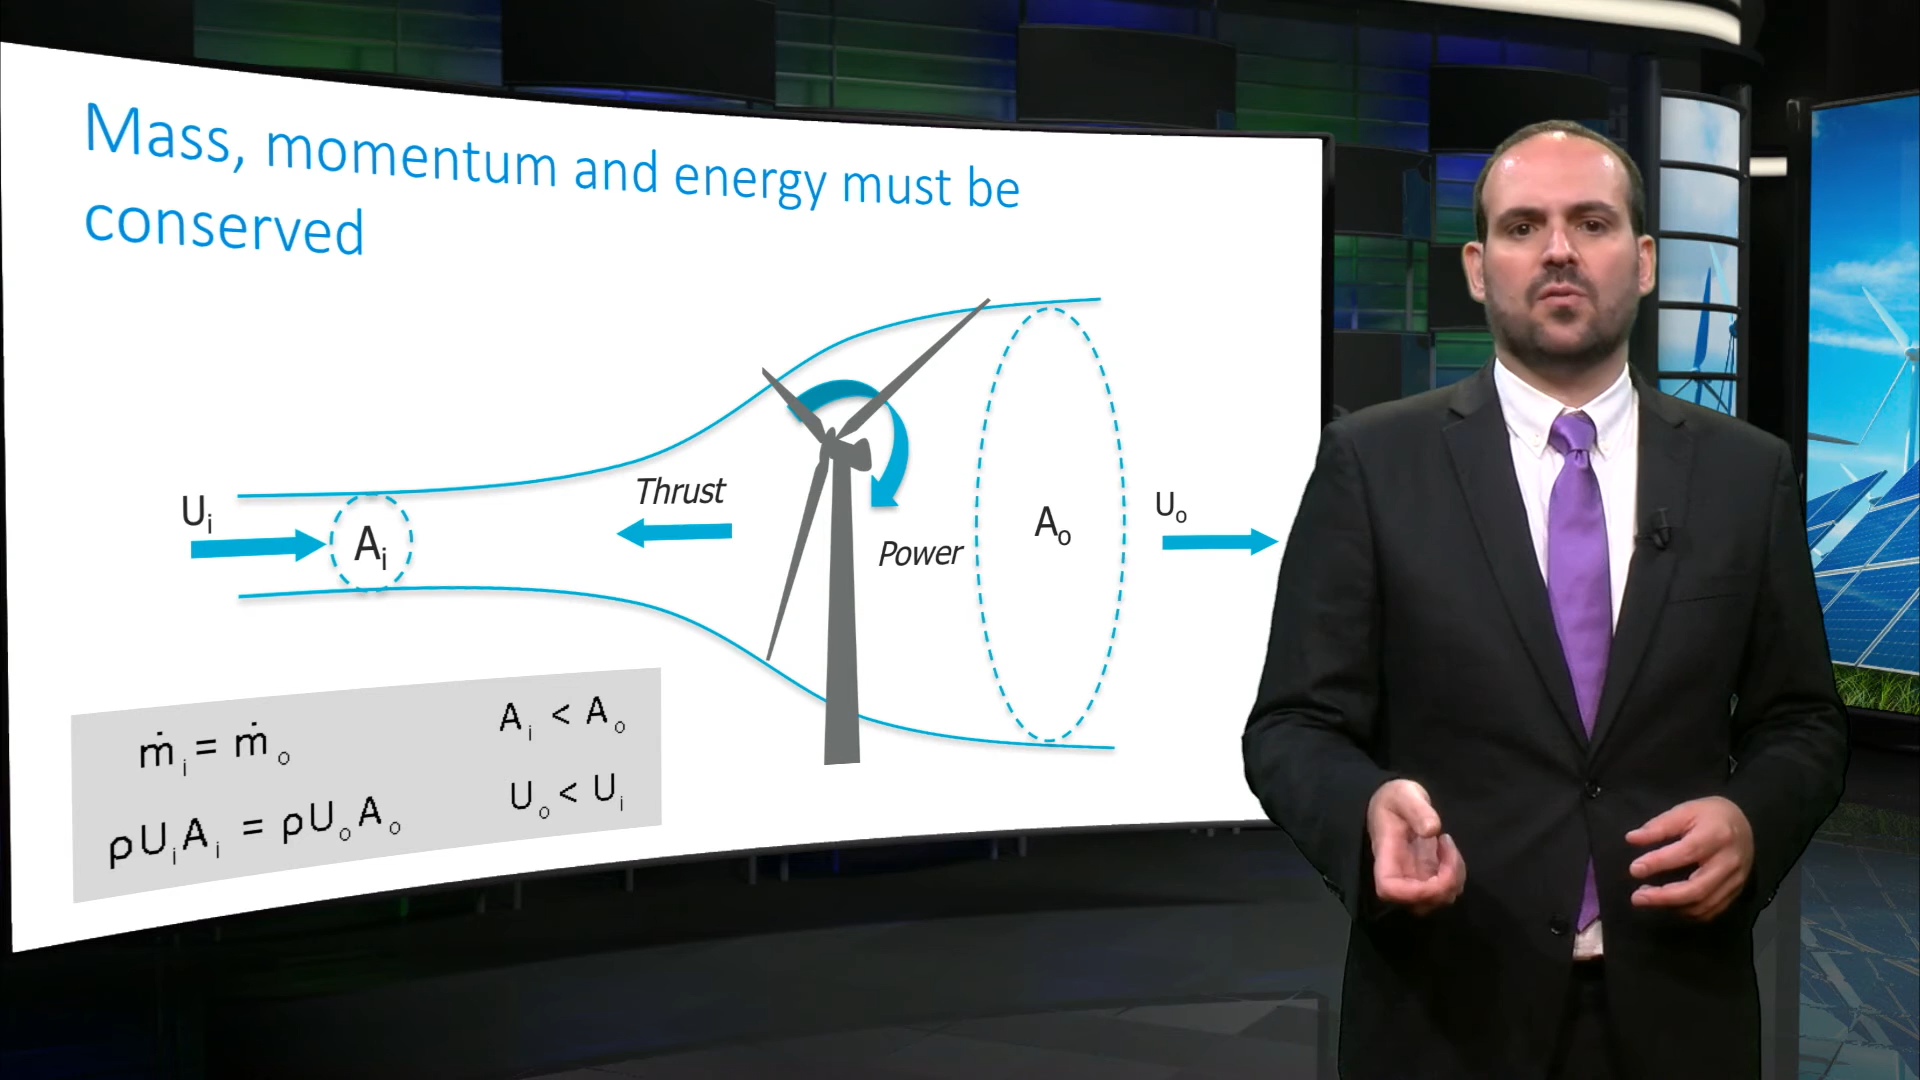 Mass, momentum and energy must be
conserved
Uᵢ
Aᵢ
Thrust
Power
Aₒ
Uₒ
ṁᵢ = ṁₒ
Aᵢ < Aₒ
ρUᵢAᵢ = ρUₒAₒ
Uₒ < Uᵢ